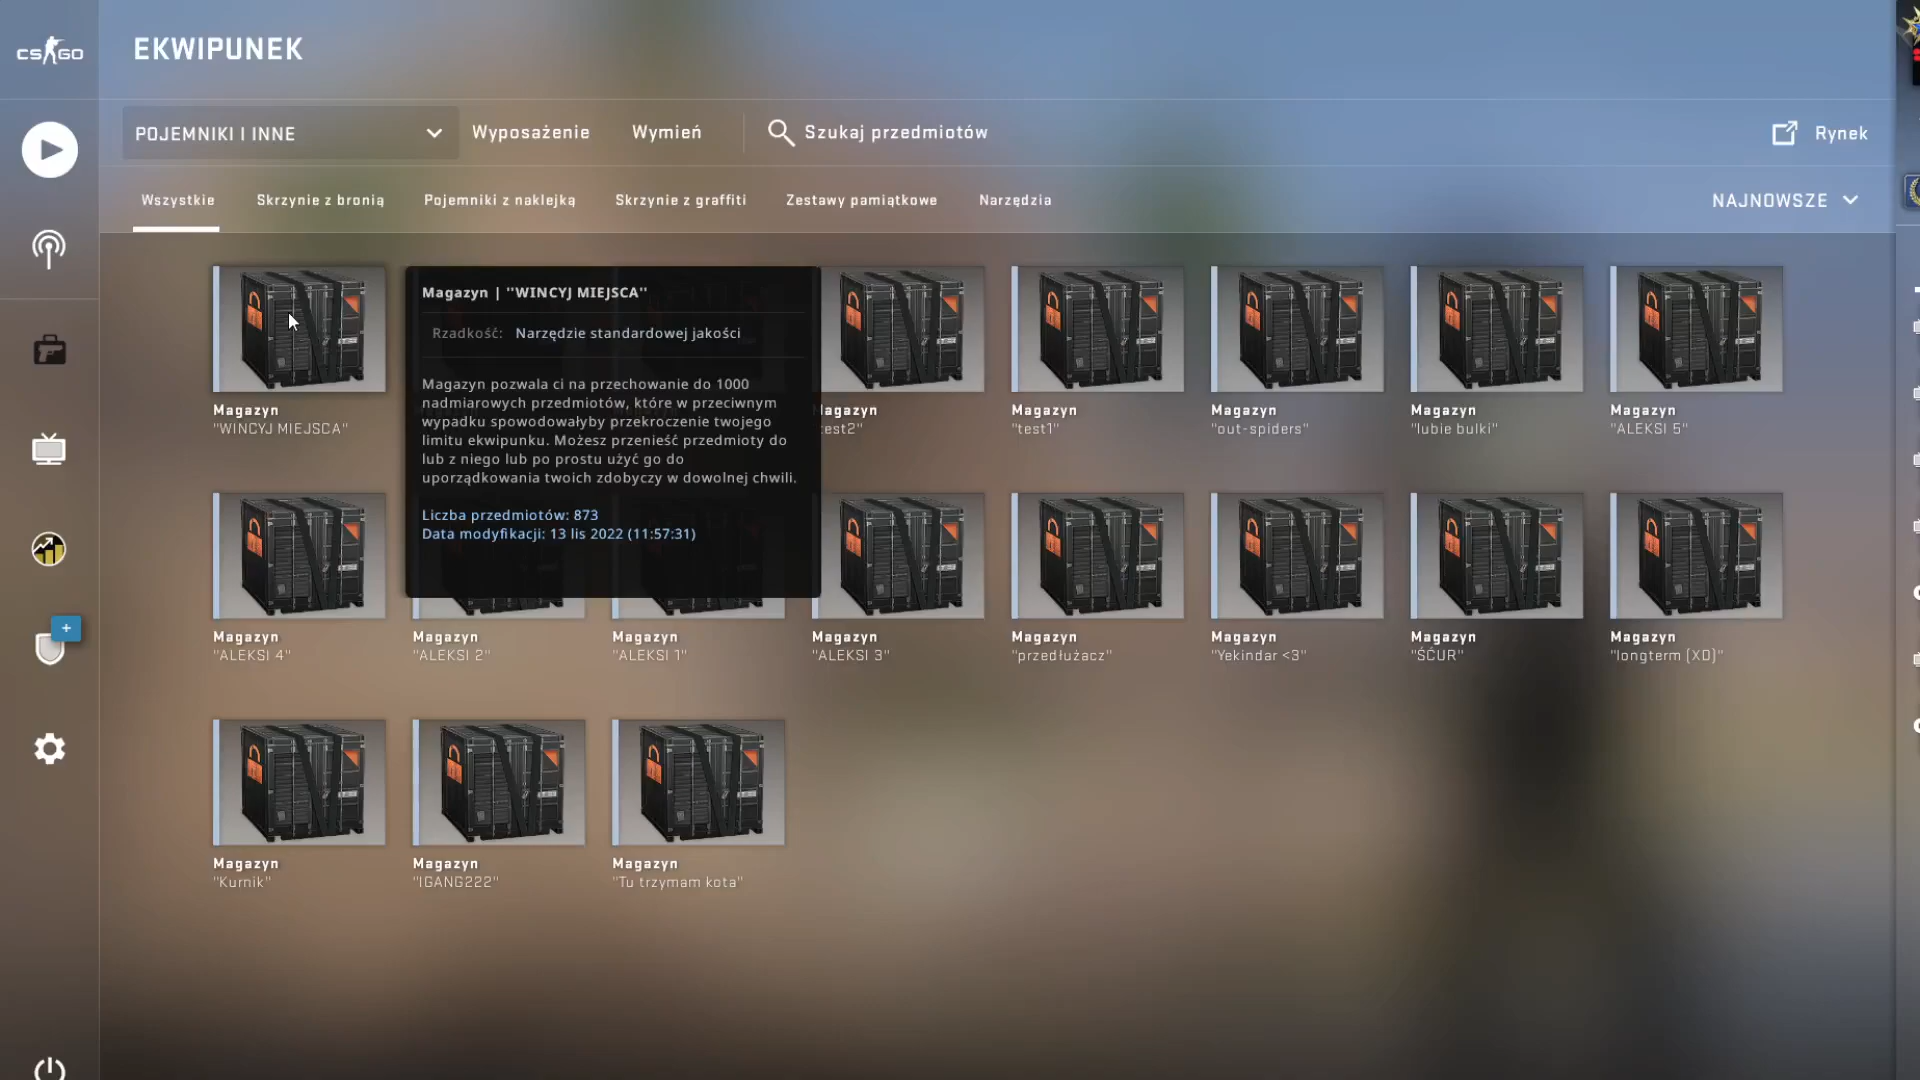 CS GO
EKWIPUNEK
POJEMNIKI I INNE
Wyposażenie
Wymień
Szukaj przedmiotów
Rynek
Wszystkie
Skrzynie z bronią
Pojemniki z naklejką
Skrzynie z graffiti
Zestawy pamiątkowe
Narzędzia
NAJNOWSZE
Magazyn | "WINCYJ MIEJSCA"
Rzadkość: Narzędzie standardowej jakości
Magazyn pozwala ci na przechowanie do 1000
nadmiarowych przedmiotów, które w przeciwnym
wypadku spowodowałyby przekroczenie twojego
limitu ekwipunku. Możesz przenieść przedmioty do
lub z niego lub po prostu użyć go do
uporządkowania twoich zdobyczy w dowolnej chwili.
Liczba przedmiotów: 873
Data modyfikacji: 13 lis 2022 (11:57:31)
Magazyn
"WINCYJ MIEJSCA"
Magazyn
test2"
Magazyn
"test1"
Magazyn
"out-spiders"
Magazyn
"lubie bulki"
Magazyn
"ALEKSI 5"
Magazyn
"ALEKSI 4"
Magazyn
"ALEKSI 2"
Magazyn
"ALEKSI 1"
Magazyn
"ALEKSI 3"
Magazyn
"przedłużacz"
Magazyn
"Yekindar <3"
Magazyn
"ŚĆUR"
Magazyn
"longterm (XD)"
Magazyn
"Kurnik"
Magazyn
"IGANG222"
Magazyn
"Tu trzymam kota"